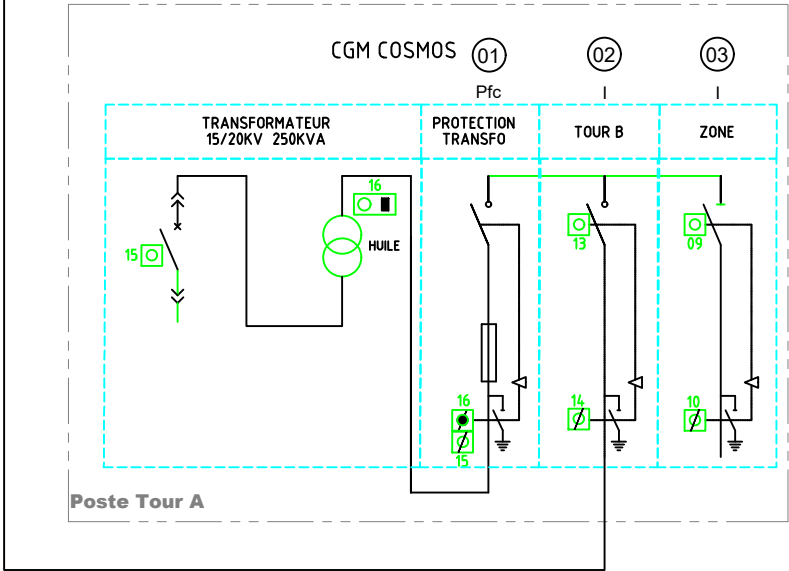 CGM COSMOS 01 02 03
Pfc I I
TRANSFORMATEUR
15/20KV 250KVA
PROTECTION
TRANSFO
TOUR B
ZONE
16
15
HUILE
13
09
16
15
14
10
Poste Tour A